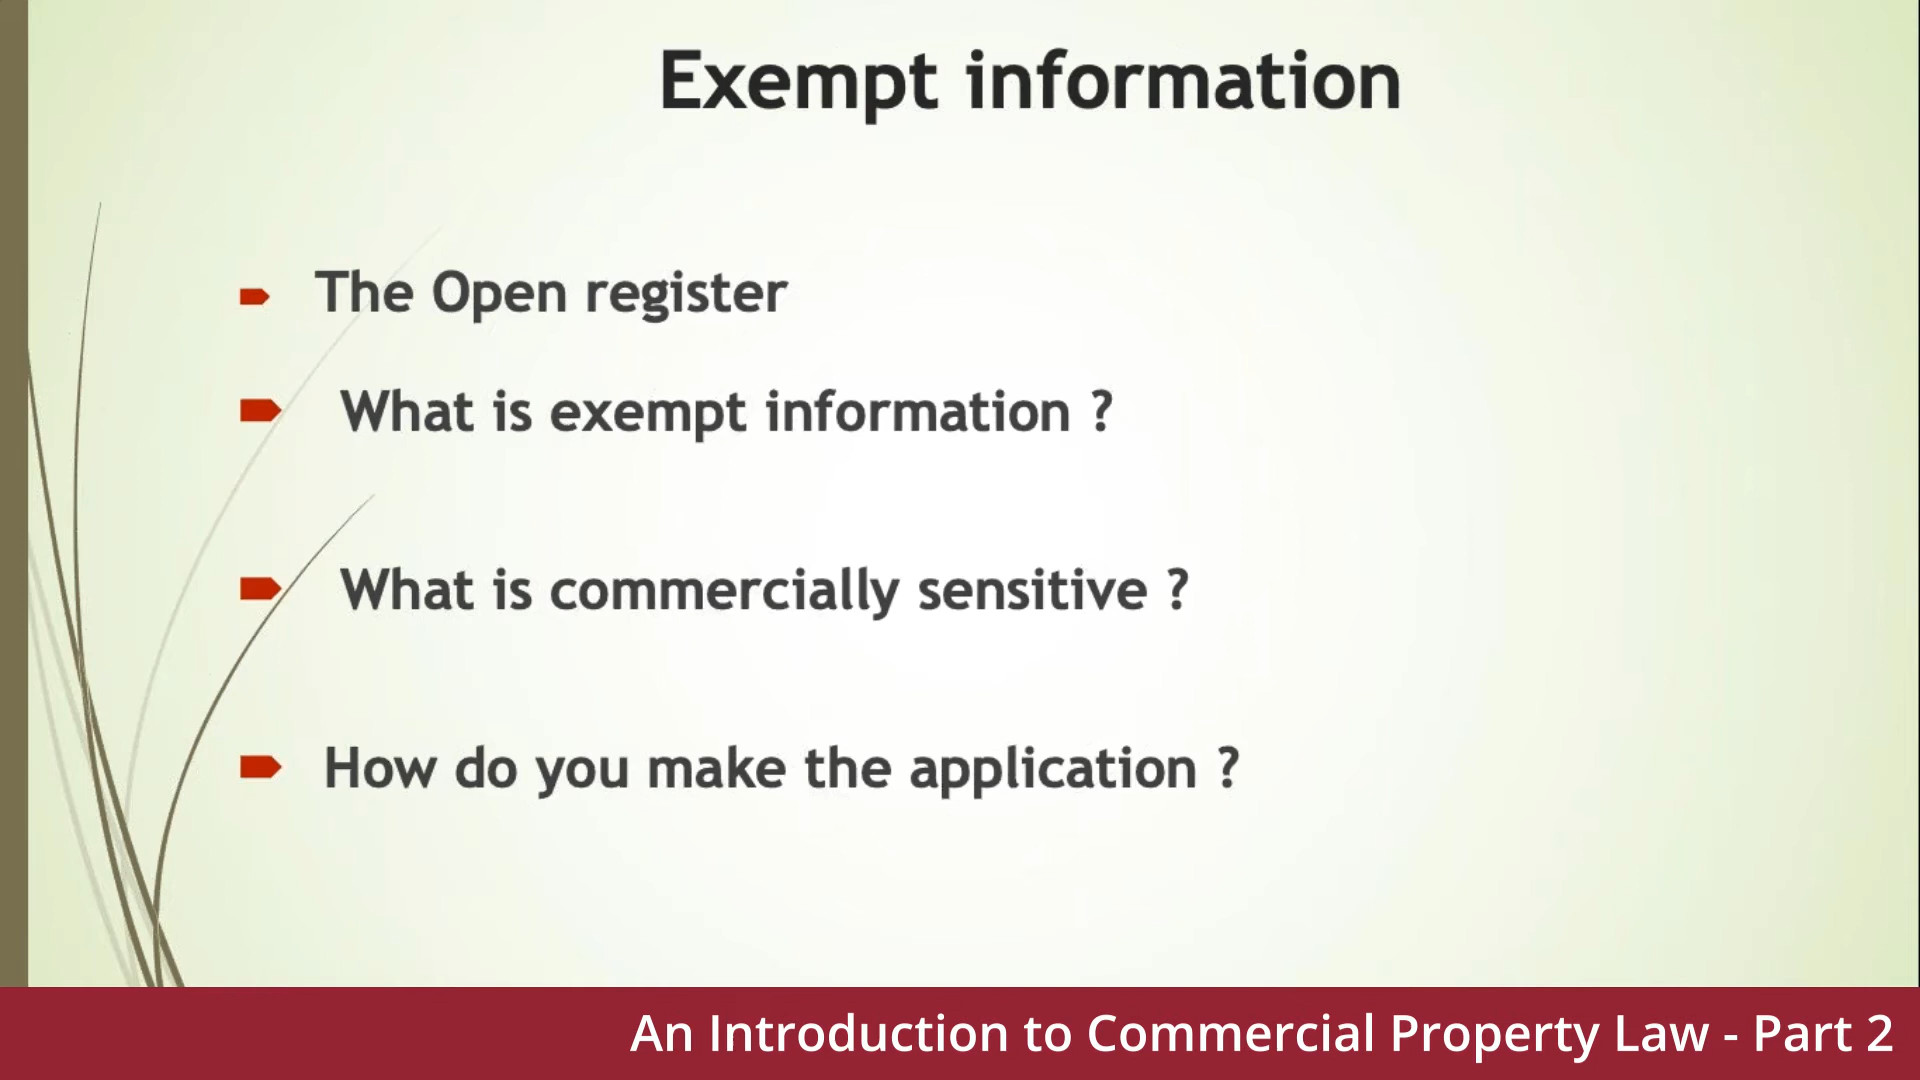 Exempt information
The Open register
What is exempt information ?
What is commercially sensitive ?
How do you make the application ?
An Introduction to Commercial Property Law - Part 2